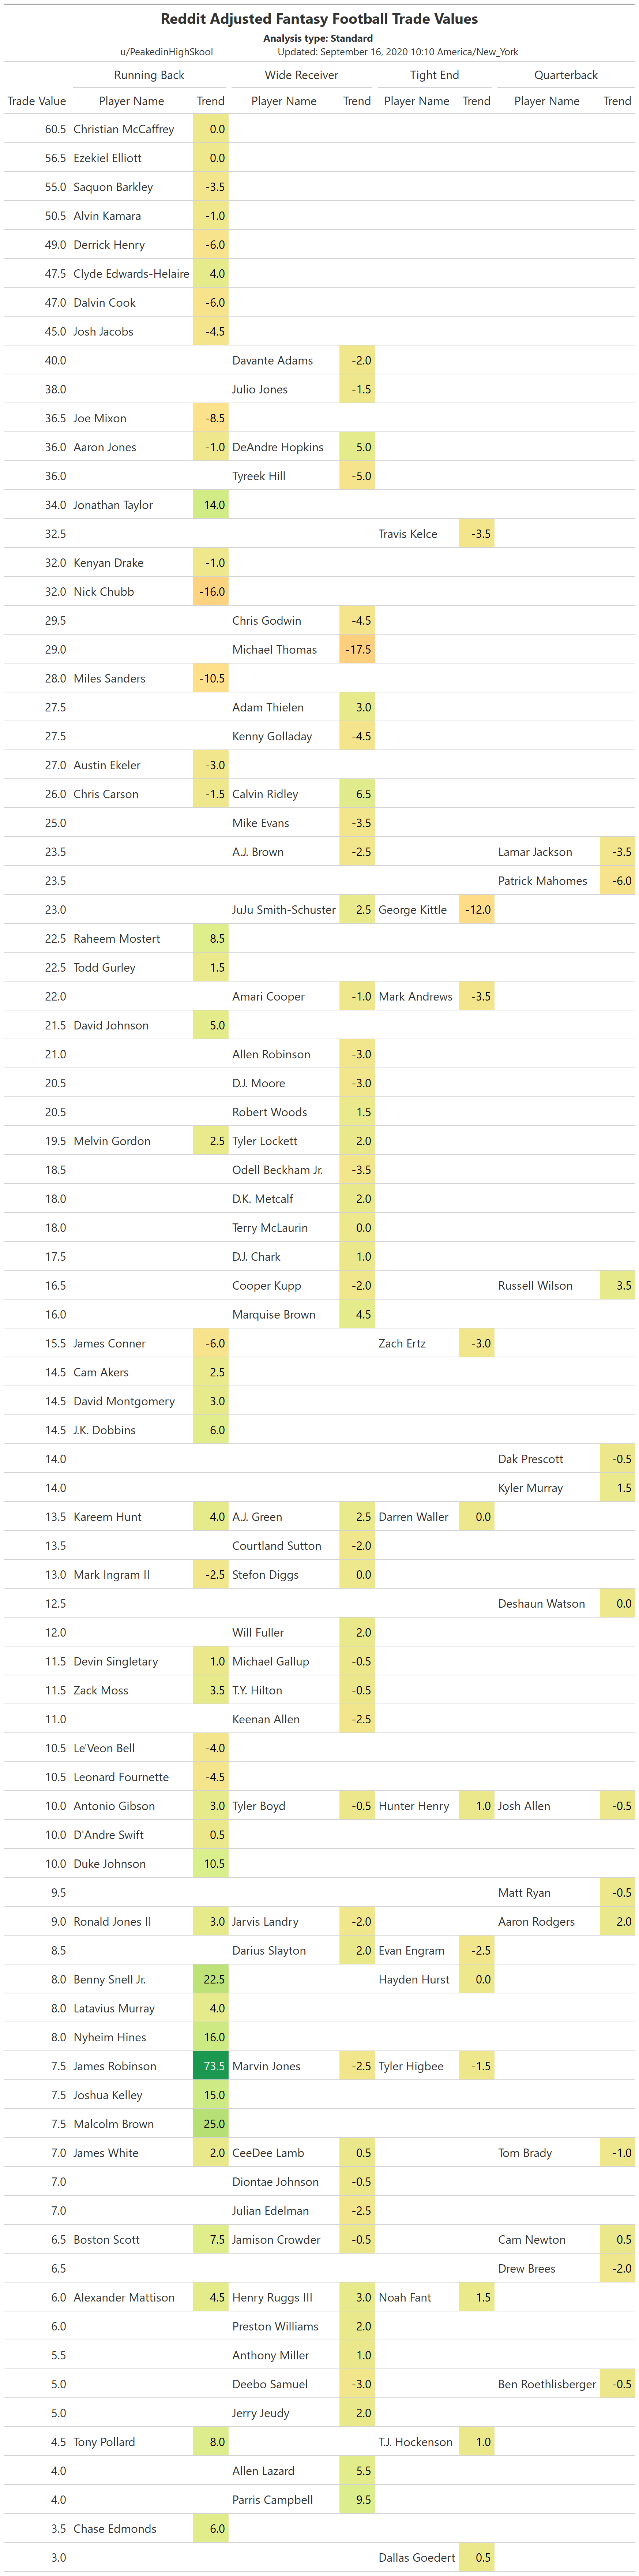 Reddit Adjusted Fantasy Football Trade Values
Analysis type: Standard
u/PeakedinHighSkool Updated: September 16, 2020 10:10 America/New_York
Running Back Wide Receiver Tight End Quarterback
Trade Value Player Name Trend Player Name Trend Player Name Trend Player Name Trend
60.5 Christian McCaffrey 0.0
56.5 Ezekiel Elliott 0.0
55.0 Saquon Barkley -3.5
50.5 Alvin Kamara -1.0
49.0 Derrick Henry -6.0
47.5 Clyde Edwards-Helaire 4.0
47.0 Dalvin Cook -6.0
45.0 Josh Jacobs -4.5
40.0 Davante Adams -2.0
38.0 Julio Jones -1.5
36.5 Joe Mixon -8.5
36.0 Aaron Jones -1.0 DeAndre Hopkins 5.0
36.0 Tyreek Hill -5.0
34.0 Jonathan Taylor 14.0
32.5 Travis Kelce -3.5
32.0 Kenyan Drake -1.0
32.0 Nick Chubb -16.0
29.5 Chris Godwin -4.5
29.0 Michael Thomas -17.5
28.0 Miles Sanders -10.5
27.5 Adam Thielen 3.0
27.5 Kenny Golladay -4.5
27.0 Austin Ekeler -3.0
26.0 Chris Carson -1.5 Calvin Ridley 6.5
25.0 Mike Evans -3.5
23.5 A.J. Brown -2.5 Lamar Jackson -3.5
23.5 Patrick Mahomes -6.0
23.0 JuJu Smith-Schuster 2.5 George Kittle -12.0
22.5 Raheem Mostert 8.5
22.5 Todd Gurley 1.5
22.0 Amari Cooper -1.0 Mark Andrews -3.5
21.5 David Johnson 5.0
21.0 Allen Robinson -3.0
20.5 D.J. Moore -3.0
20.5 Robert Woods 1.5
19.5 Melvin Gordon 2.5 Tyler Lockett 2.0
18.5 Odell Beckham Jr. -3.5
18.0 D.K. Metcalf 2.0
18.0 Terry McLaurin 0.0
17.5 D.J. Chark 1.0
16.5 Cooper Kupp -2.0 Russell Wilson 3.5
16.0 Marquise Brown 4.5
15.5 James Conner -6.0 Zach Ertz -3.0
14.5 Cam Akers 2.5
14.5 David Montgomery 3.0
14.5 J.K. Dobbins 6.0
14.0 Dak Prescott -0.5
14.0 Kyler Murray 1.5
13.5 Kareem Hunt 4.0 A.J. Green 2.5 Darren Waller 0.0
13.5 Courtland Sutton -2.0
13.0 Mark Ingram II -2.5 Stefon Diggs 0.0
12.5 Deshaun Watson 0.0
12.0 Will Fuller 2.0
11.5 Devin Singletary 1.0 Michael Gallup -0.5
11.5 Zack Moss 3.5 T.Y. Hilton -0.5
11.0 Keenan Allen -2.5
10.5 Le'Veon Bell -4.0
10.5 Leonard Fournette -4.5
10.0 Antonio Gibson 3.0 Tyler Boyd -0.5 Hunter Henry 1.0 Josh Allen -0.5
10.0 D'Andre Swift 0.5
10.0 Duke Johnson 10.5
9.5 Matt Ryan -0.5
9.0 Ronald Jones II 3.0 Jarvis Landry -2.0 Aaron Rodgers 2.0
8.5 Darius Slayton 2.0 Evan Engram -2.5
8.0 Benny Snell Jr. 22.5 Hayden Hurst 0.0
8.0 Latavius Murray 4.0
8.0 Nyheim Hines 16.0
7.5 James Robinson 73.5 Marvin Jones -2.5 Tyler Higbee -1.5
7.5 Joshua Kelley 15.0
7.5 Malcolm Brown 25.0
7.0 James White 2.0 CeeDee Lamb 0.5 Tom Brady -1.0
7.0 Diontae Johnson -0.5
7.0 Julian Edelman -2.5
6.5 Boston Scott 7.5 Jamison Crowder -0.5 Cam Newton 0.5
6.5 Drew Brees -2.0
6.0 Alexander Mattison 4.5 Henry Ruggs III 3.0 Noah Fant 1.5
6.0 Preston Williams 2.0
5.5 Anthony Miller 1.0
5.0 Deebo Samuel -3.0 Ben Roethlisberger -0.5
5.0 Jerry Jeudy 2.0
4.5 Tony Pollard 8.0 T.J. Hockenson 1.0
4.0 Allen Lazard 5.5
4.0 Parris Campbell 9.5
3.5 Chase Edmonds 6.0
3.0 Dallas Goedert 0.5